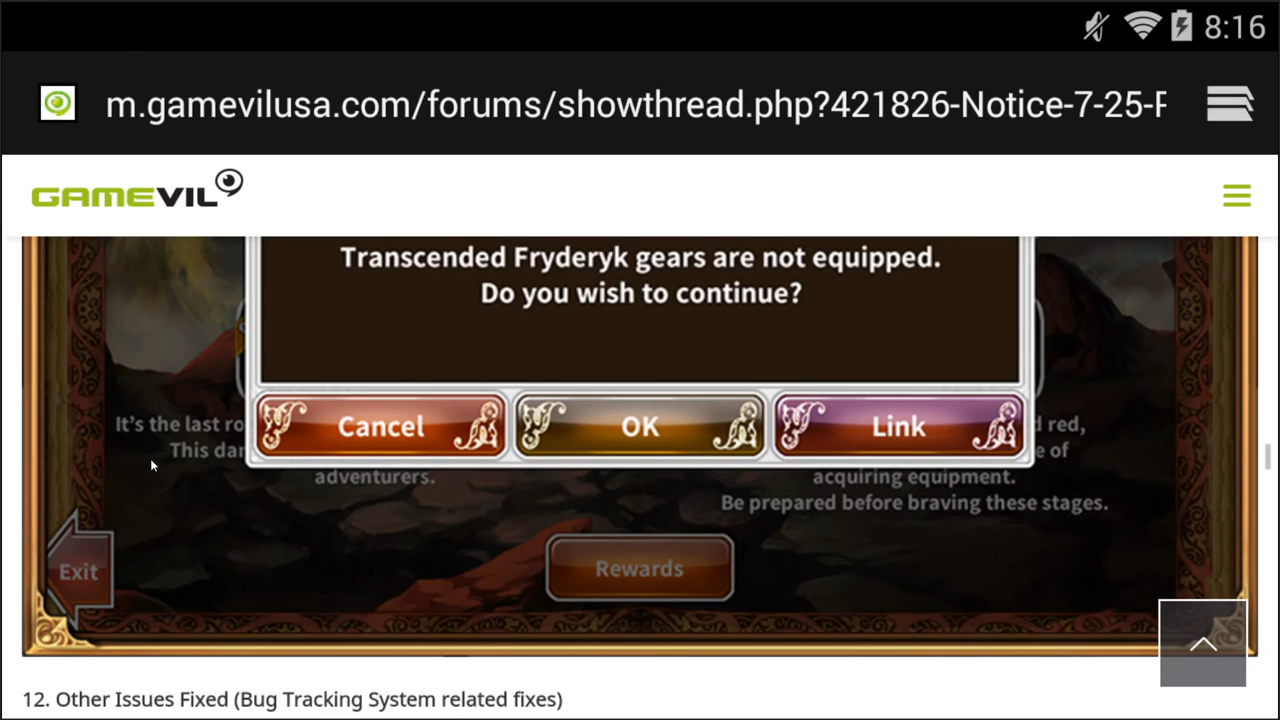 8:16
m.gamevilusa.com/forums/showthread.php?421826-Notice-7-25-F
GAMEVIL
Transcended Fryderyk gears are not equipped.
Do you wish to continue?
Cancel
OK
Link
It's the last ro
d red,
This dar
e of
adventurers.
acquiring equipment.
Be prepared before braving these stages.
Exit
Rewards
12. Other Issues Fixed (Bug Tracking System related fixes)